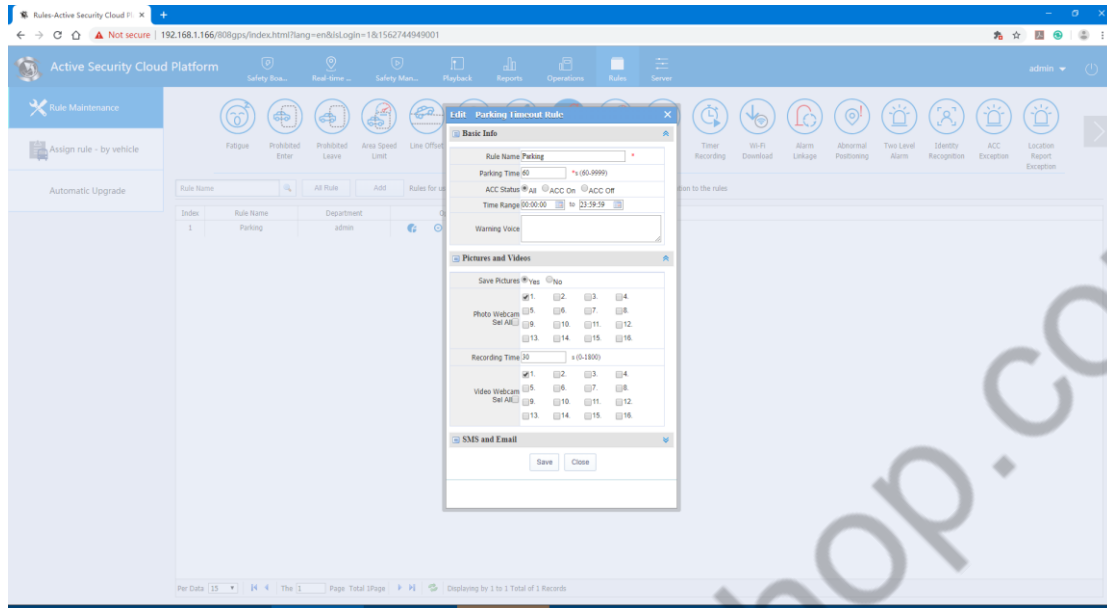 Rules-Active Security Cloud Pl
Not secure | 192.168.1.166/808gps/index.html?lang=en&isLogin=1&1562744949001
Active Security Cloud Platform
Safety Boa... Real-time ... Safety Man... Playback Reports Operations Rules Server
admin
Rule Maintenance
Assign rule - by vehicle
Automatic Upgrade
Fatigue
Prohibited Enter
Prohibited Leave
Area Speed Limit
Line Offset
Timer Recording
Wi-Fi Download
Alarm Linkage
Abnormal Positioning
Two Level Alarm
Identity Recognition
ACC Exception
Location Report Exception
Rule Name All Rule Add Rules for us
tion to the rules
Index Rule Name Department
1 Parking admin
Edit Parking Timeout Rule
Basic Info
Rule Name Parking *
Parking Time 60 *s (60-9999)
ACC Status All ACC On ACC Off
Time Range 00:00:00 to 23:59:59
Warning Voice
Pictures and Videos
Save Pictures Yes No
Photo Webcam
Sel All
1. 2. 3. 4.
5. 6. 7. 8.
9. 10. 11. 12.
13. 14. 15. 16.
Recording Time 30 s (0-1800)
Video Webcam
Sel All
1. 2. 3. 4.
5. 6. 7. 8.
9. 10. 11. 12.
13. 14. 15. 16.
SMS and Email
Save Close
Per Data 15 The 1 Page Total 1Page Displaying by 1 to 1 Total of 1 Records
hop.co